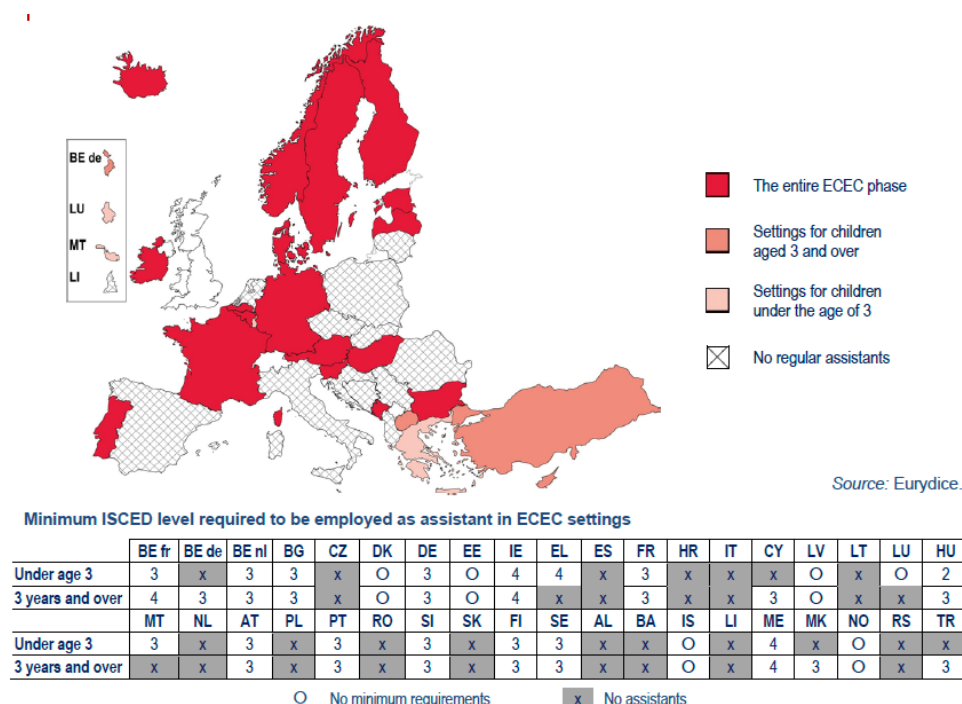 BE de
LU
MT
LI
The entire ECEC phase
Settings for children
aged 3 and over
Settings for children
under the age of 3
No regular assistants
Source: Eurydice.
Minimum ISCED level required to be employed as assistant in ECEC settings
BE fr BE de BE nl BG CZ DK DE EE IE EL ES FR HR IT CY LV LT LU HU
Under age 3 3 x 3 3 x O 3 O 4 4 x 3 x x x O x O 2
3 years and over 4 3 3 3 x O 3 O 4 x x 3 x x 3 O x x 3
MT NL AT PL PT RO SI SK FI SE AL BA IS LI ME MK NO RS TR
Under age 3 3 x 3 x 3 x 3 x 3 3 x x O x 4 x O x x
3 years and over x x 3 x 3 x 3 x 3 3 x x O x 4 3 O x 3
O No minimum requirements x No assistants